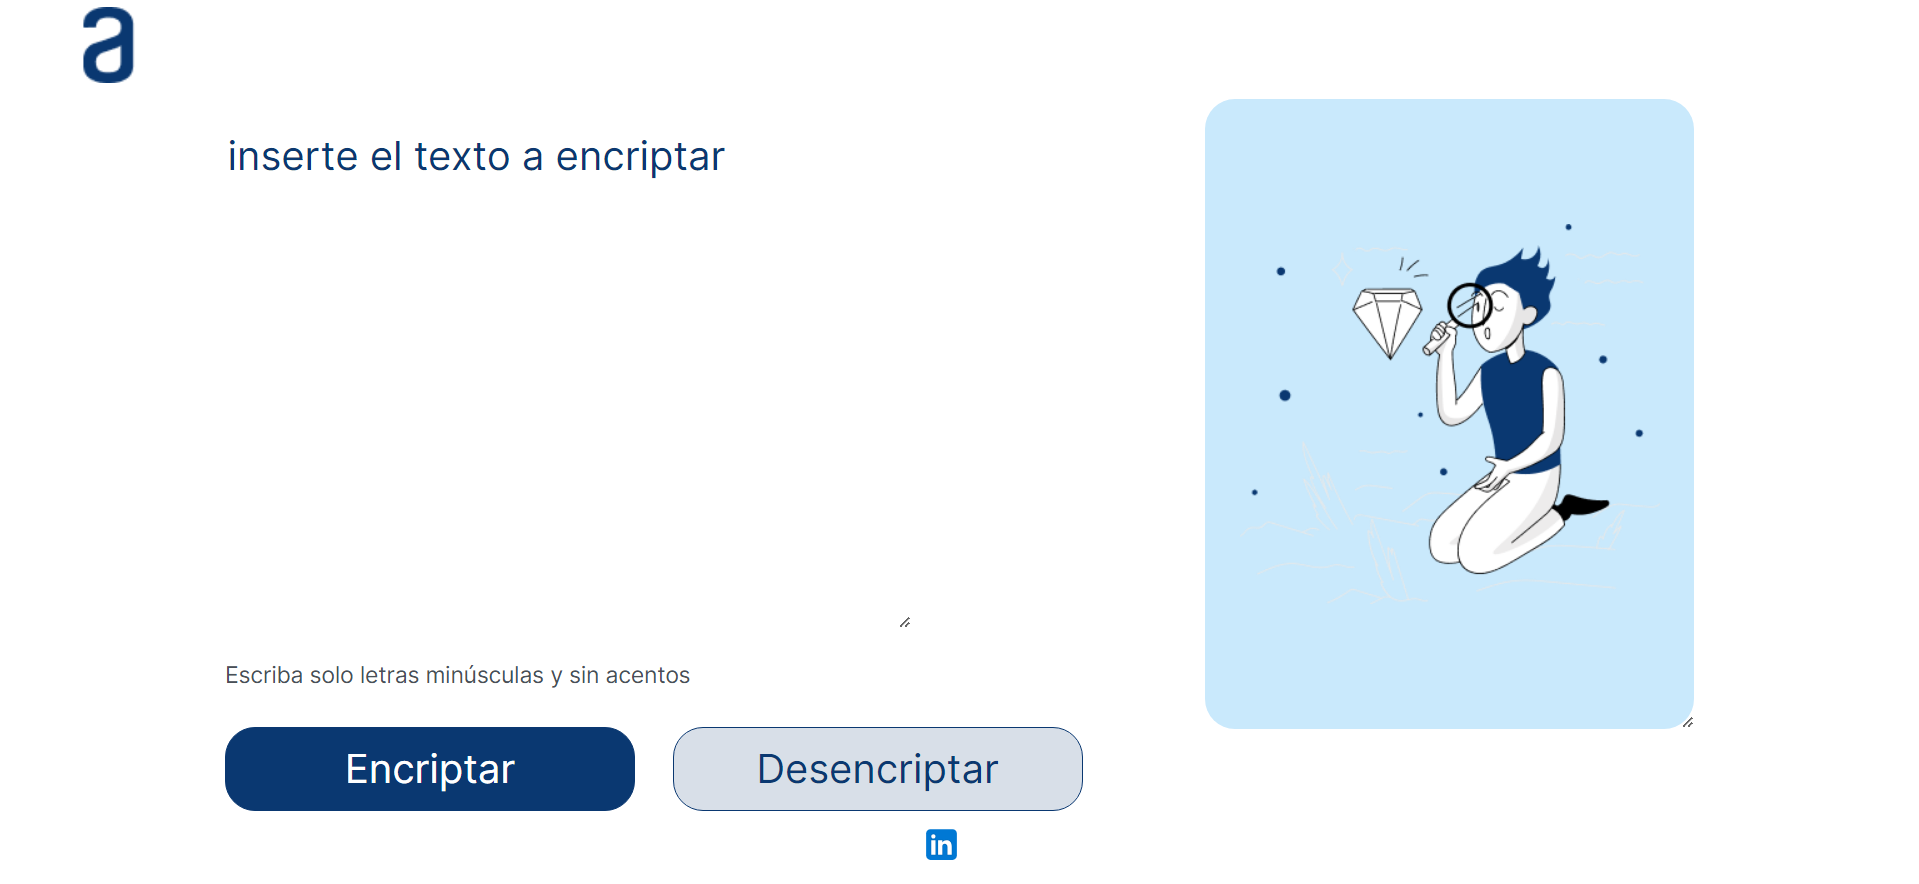 a
inserte el texto a encriptar
Escriba solo letras minúsculas y sin acentos
Encriptar
Desencriptar
in